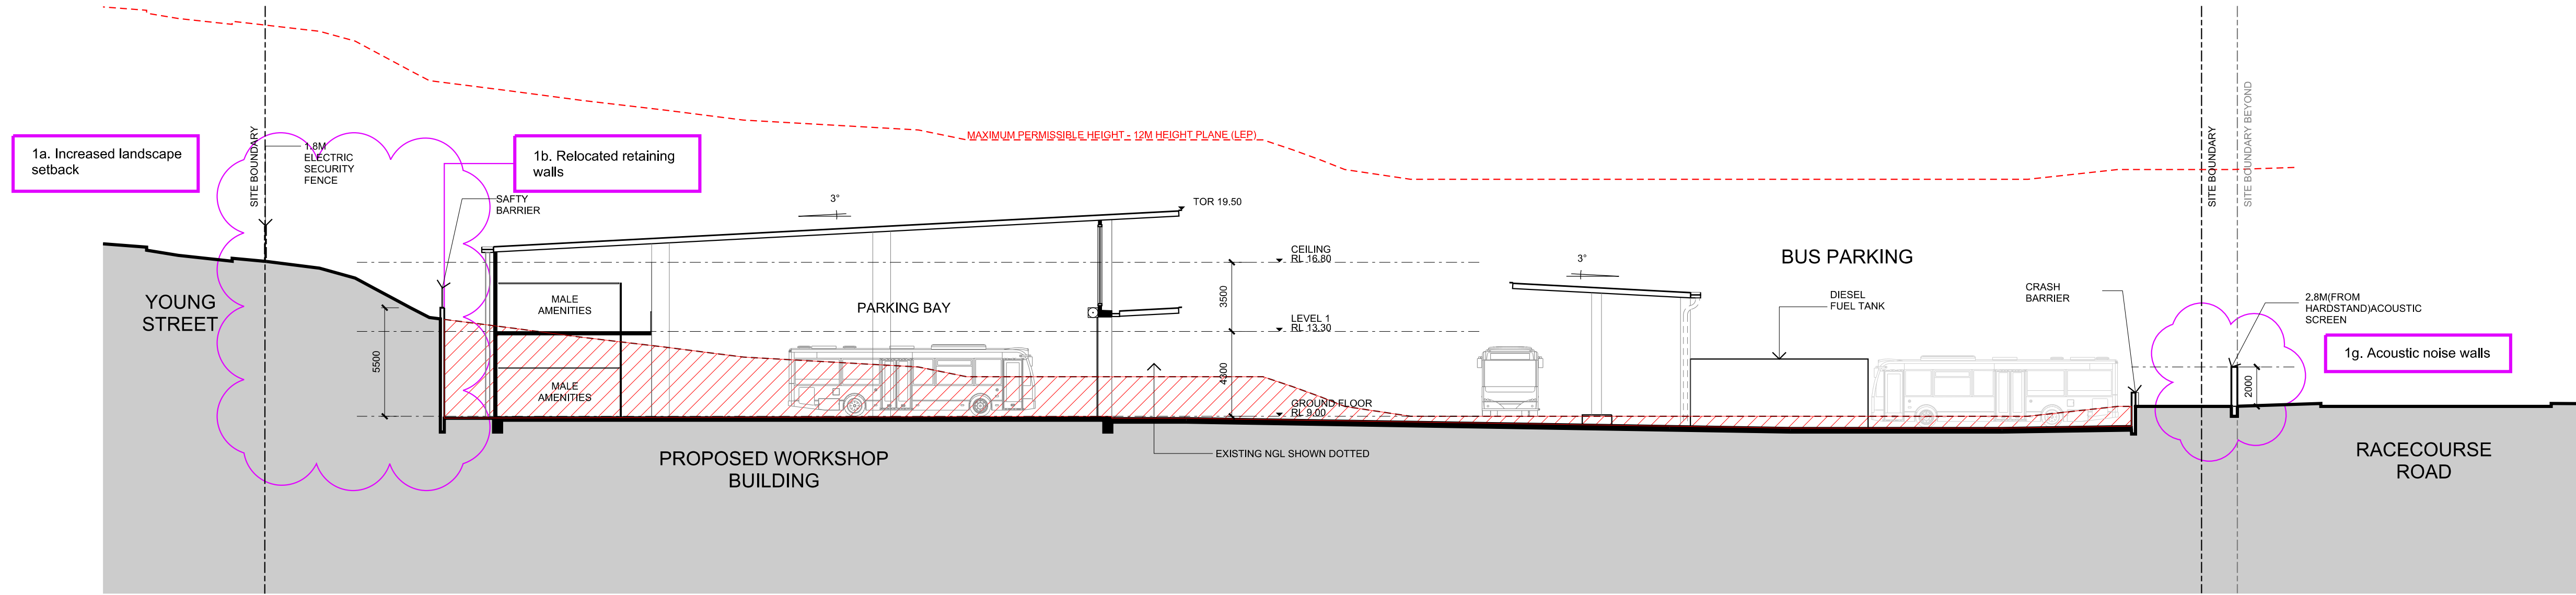 MAXIMUM PERMISSIBLE HEIGHT - 12M HEIGHT PLANE (LEP)
1a. Increased landscape
setback
SITE BOUNDARY
1.8M
ELECTRIC
SECURITY
FENCE
1b. Relocated retaining
walls
SAFTY
BARRIER
3°
TOR 19.50
CEILING
RL 16.80
3500
LEVEL 1
RL 13.30
4300
GROUND FLOOR
RL 9.00
YOUNG
STREET
5500
MALE
AMENITIES
MALE
AMENITIES
PARKING BAY
PROPOSED WORKSHOP
BUILDING
EXISTING NGL SHOWN DOTTED
3°
BUS PARKING
DIESEL
FUEL TANK
CRASH
BARRIER
SITE BOUNDARY
SITE BOUNDARY BEYOND
2.8M(FROM
HARDSTAND)ACOUSTIC
SCREEN
1g. Acoustic noise walls
2000
RACECOURSE
ROAD